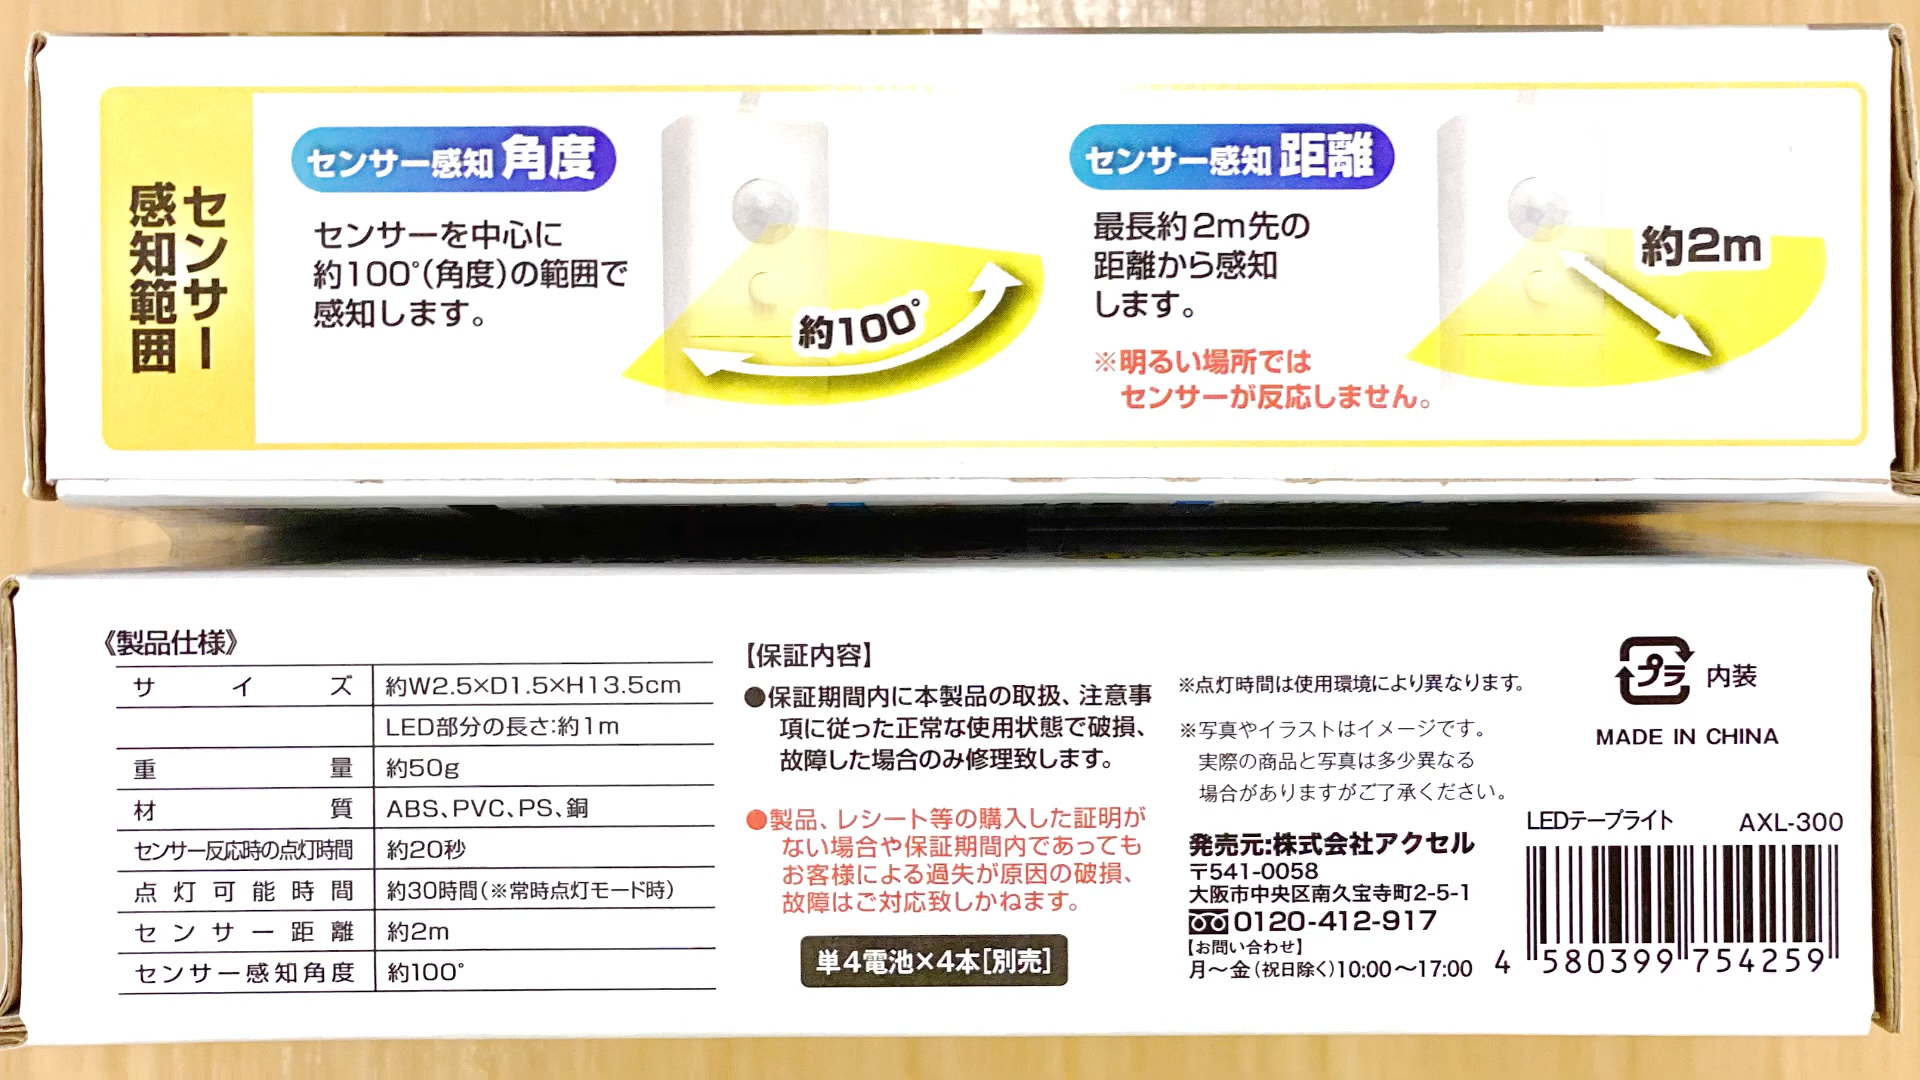 センサー
感知範囲
センサー感知 角度
センサーを中心に
約100°(角度)の範囲で
感知します。
約100°
センサー感知 距離
最長約2m先の
距離から感知
します。
※明るい場所では
センサーが反応しません。
約2m
《製品仕様》
サイズ 約W2.5×D1.5×H13.5cm
LED部分の長さ:約1m
重量 約50g
材質 ABS、PVC、PS、銅
センサー反応時の点灯時間 約20秒
点灯可能時間 約30時間(※常時点灯モード時)
センサー距離 約2m
センサー感知角度 約100°
【保証内容】
●保証期間内に本製品の取扱、注意事
項に従った正常な使用状態で破損、
故障した場合のみ修理致します。
●製品、レシート等の購入した証明が
ない場合や保証期間内であっても
お客様による過失が原因の破損、
故障はご対応致しかねます。
単4電池×4本[別売]
※点灯時間は使用環境により異なります。
※写真やイラストはイメージです。
実際の商品と写真は多少異なる
場合がありますがご了承ください。
発売元:株式会社アクセル
〒541-0058
大阪市中央区南久宝寺町2-5-1
0120-412-917
【お問い合わせ】
月〜金(祝日除く)10:00〜17:00
プラ 内装
MADE IN CHINA
LEDテープライト AXL-300
4 580399 754259